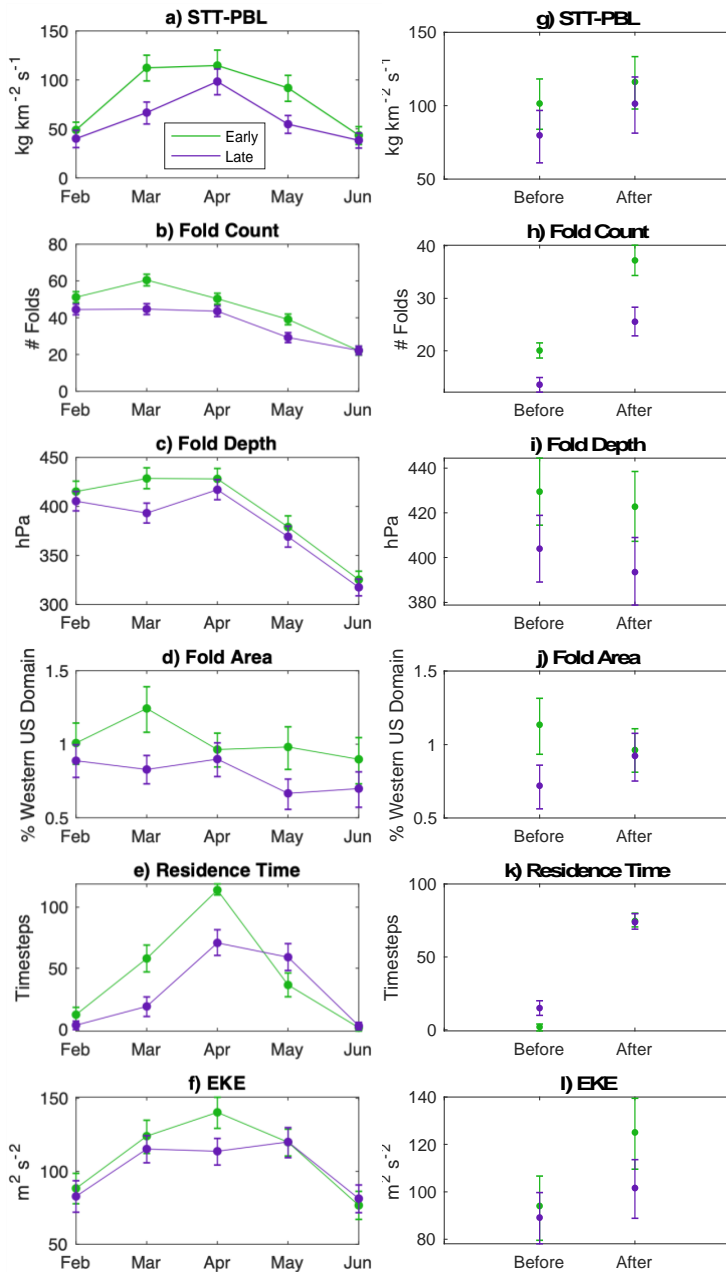 a) STT-PBL
150
100
50
0
kg km⁻² s⁻¹
Early
Late
Feb Mar Apr May Jun
g) STT-PBL
150
100
50
kg km⁻² s⁻¹
Before After
b) Fold Count
80
60
40
20
0
# Folds
Feb Mar Apr May Jun
h) Fold Count
40
30
20
# Folds
Before After
c) Fold Depth
450
400
350
300
hPa
Feb Mar Apr May Jun
i) Fold Depth
440
420
400
380
hPa
Before After
d) Fold Area
1.5
1
0.5
% Western US Domain
Feb Mar Apr May Jun
j) Fold Area
1.5
1
0.5
% Western US Domain
Before After
e) Residence Time
100
50
0
Timesteps
Feb Mar Apr May Jun
k) Residence Time
100
50
0
Timesteps
Before After
f) EKE
150
100
50
m² s⁻²
Feb Mar Apr May Jun
l) EKE
140
120
100
80
m² s⁻²
Before After